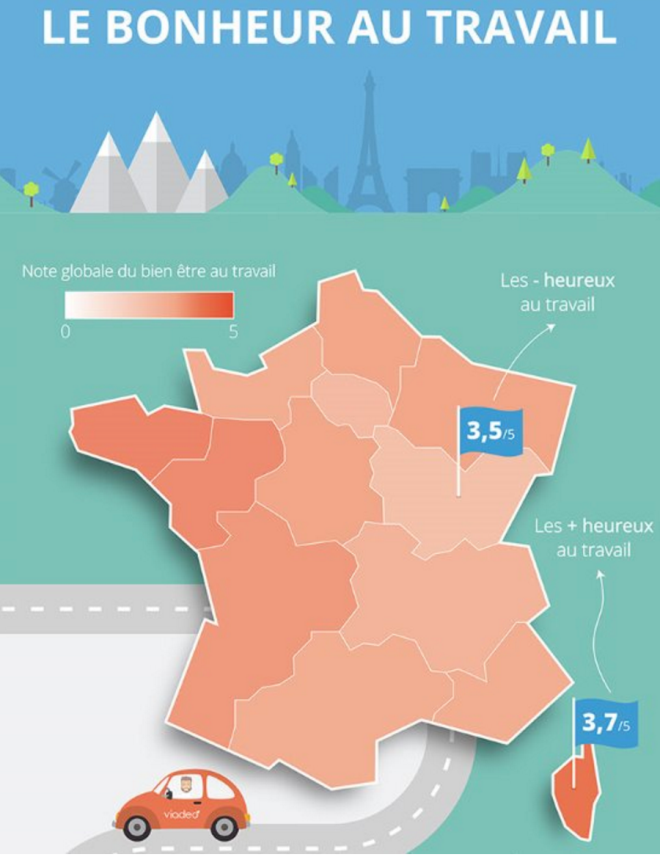 LE BONHEUR AU TRAVAIL
Note globale du bien être au travail
0
5
Les - heureux
au travail
3,5/5
Les + heureux
au travail
3,7/5
viadeo